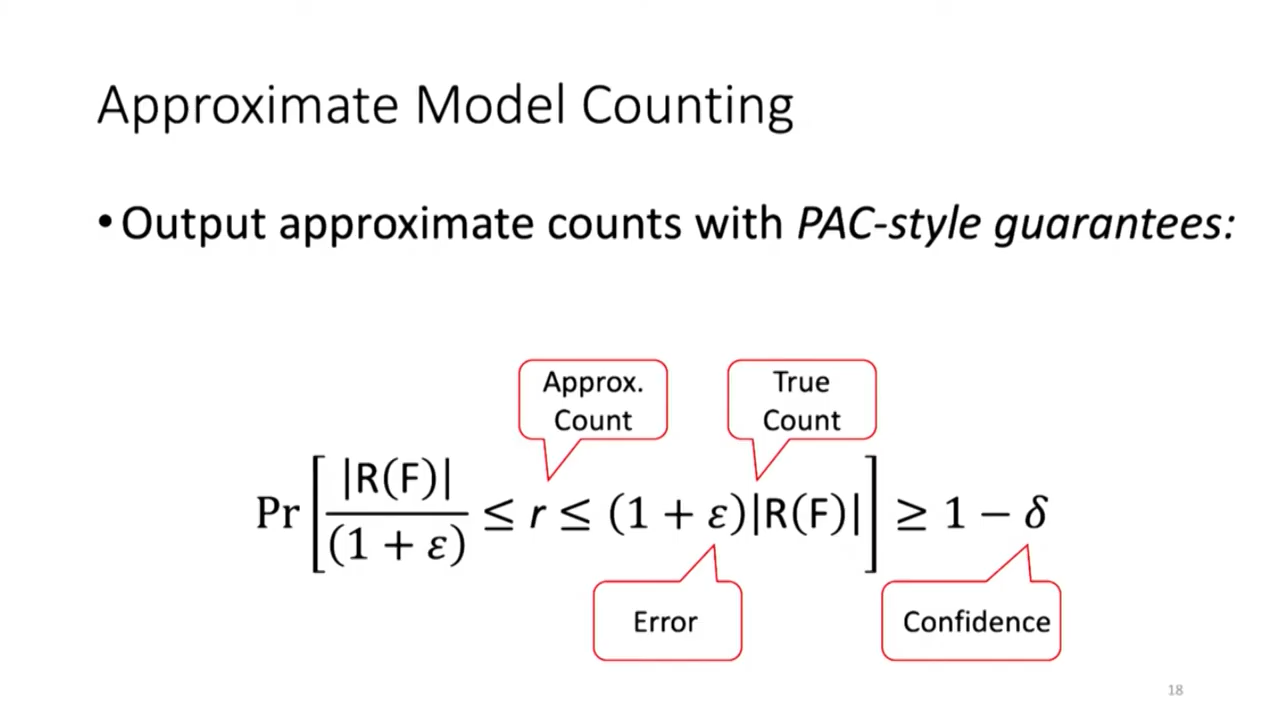 Approximate Model Counting
• Output approximate counts with PAC-style guarantees:
Approx.
Count
True
Count
Pr[|R(F)|/(1 + ε) ≤ r ≤ (1 + ε)|R(F)|] ≥ 1 − δ
Error
Confidence
18